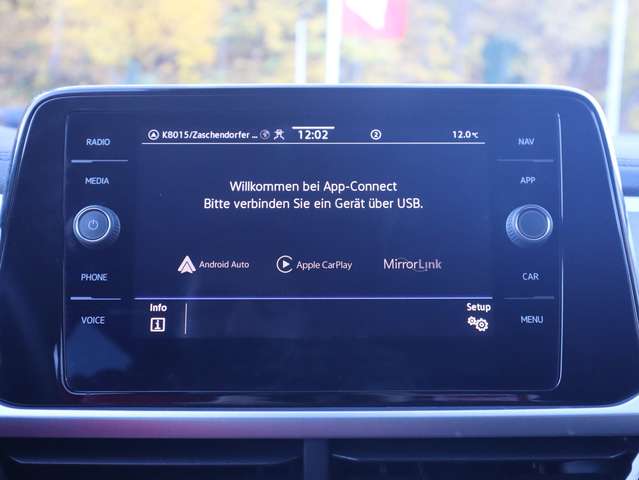 RADIO
MEDIA
PHONE
VOICE
K8015/Zaschendorfer ... 12:02 2 12.0°C
Willkommen bei App-Connect
Bitte verbinden Sie ein Gerät über USB.
Android Auto Apple CarPlay MirrorLink
Info Setup
NAV
APP
CAR
MENU